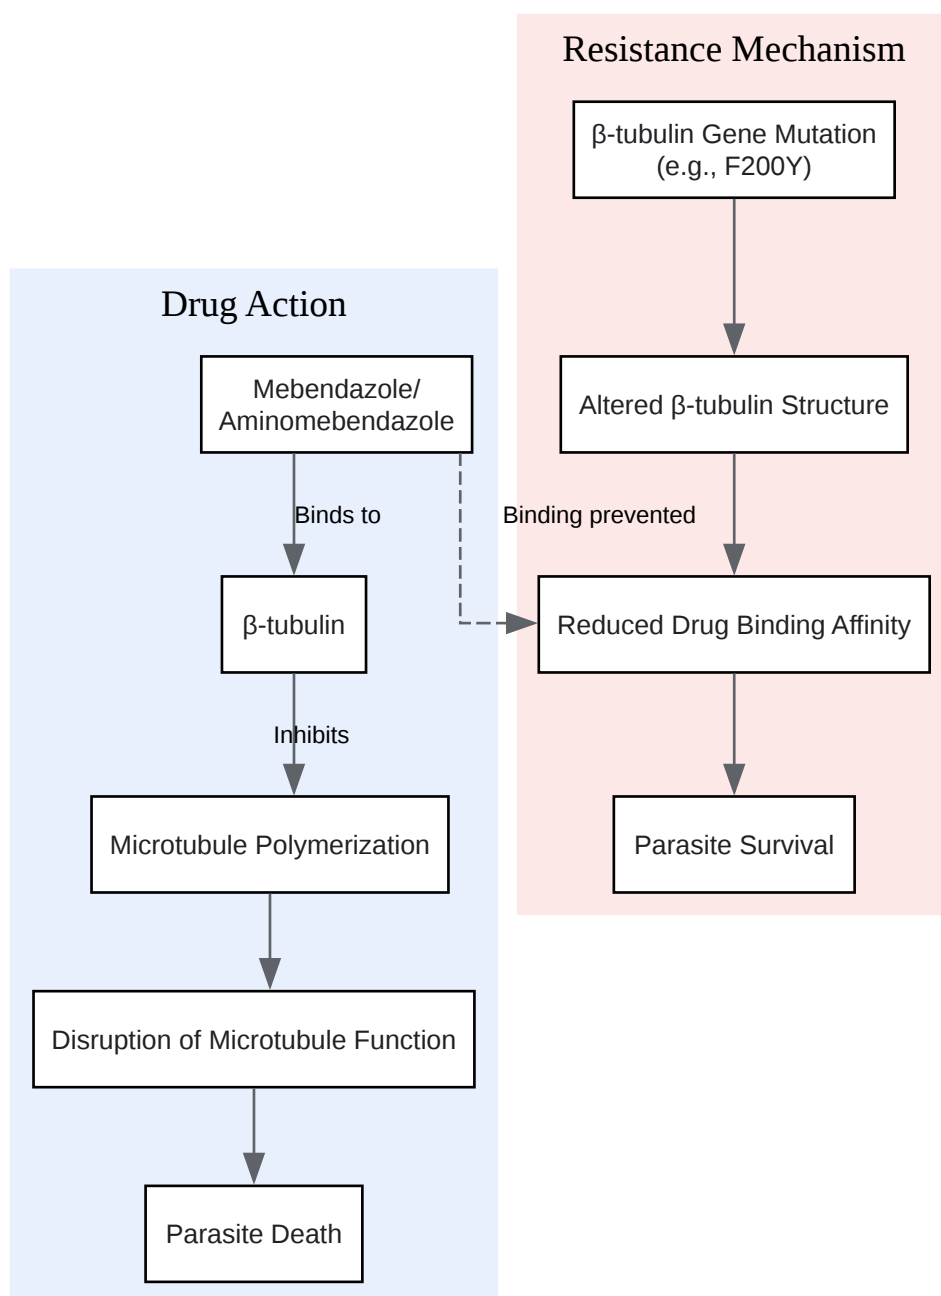 Resistance Mechanism
β-tubulin Gene Mutation
(e.g., F200Y)
Drug Action
Mebendazole/
Aminomebendazole
Altered β-tubulin Structure
Binds to
Binding prevented
β-tubulin
Reduced Drug Binding Affinity
Inhibits
Microtubule Polymerization
Parasite Survival
Disruption of Microtubule Function
Parasite Death